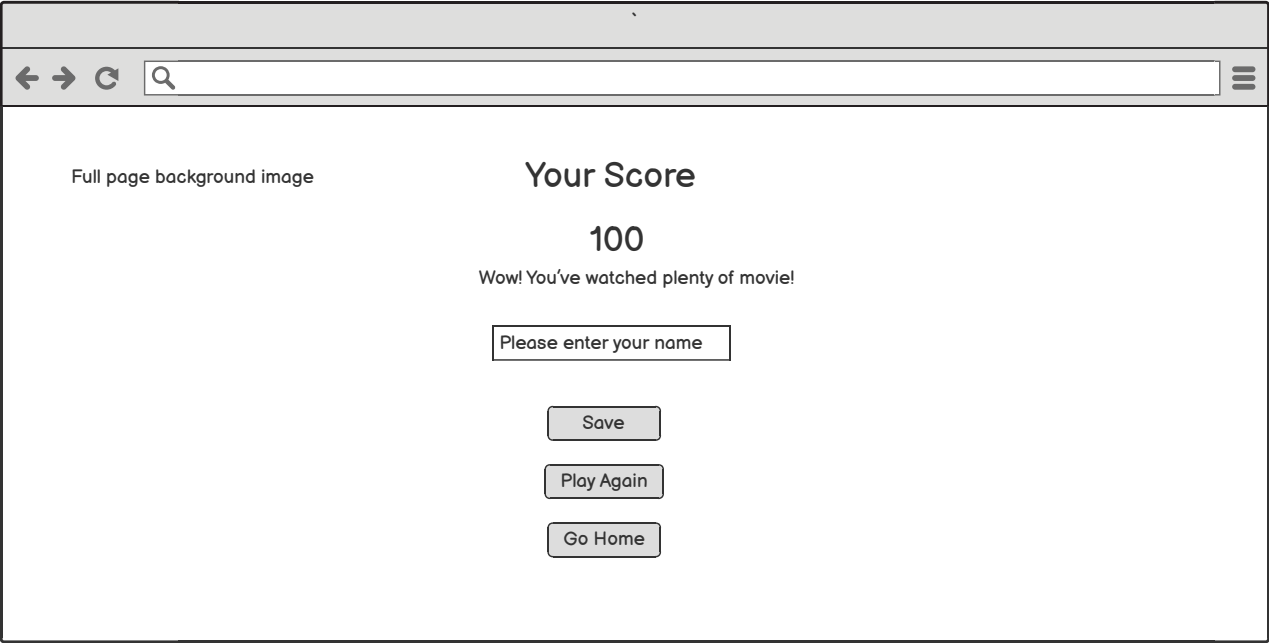 `
Full page background image
Your Score
100
Wow! You've watched plenty of movie!
Please enter your name
Save
Play Again
Go Home